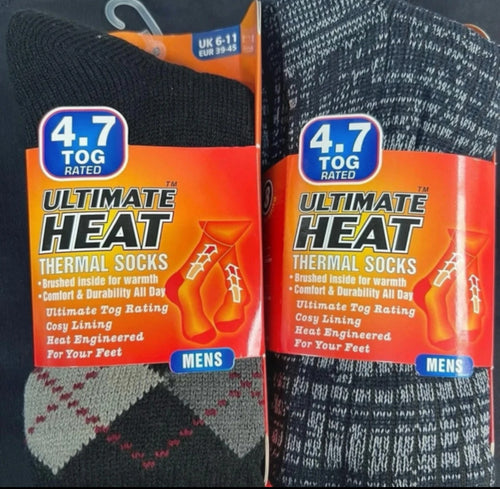 UK 6-11
EUR 39-45
4.7
TOG
RATED
ULTIMATE™
HEAT
THERMAL SOCKS
• Brushed inside for warmth
• Comfort & Durability All Day
Ultimate Tog Rating
Cosy Lining
Heat Engineered
For Your Feet
MENS
4.7
TOG
RATED
ULTIMATE™
HEAT
THERMAL SOCKS
• Brushed inside for warmth
• Comfort & Durability All Day
Ultimate Tog Rating
Cosy Lining
Heat Engineered
For Your Feet
MENS